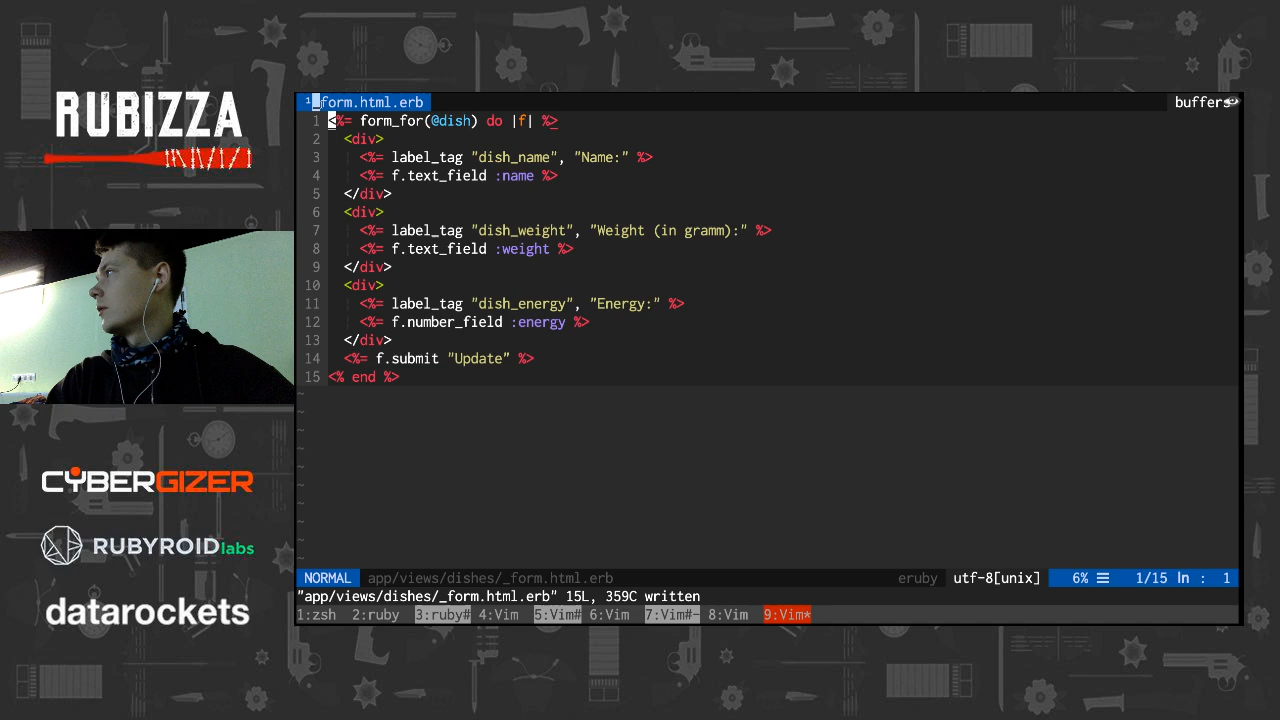 RUBIZZA
CYBERGIZER
RUBYROID labs
datarockets
1 _form.html.erb buffers
1 <%= form_for(@dish) do |f| %>
2 <div>
3 <%= label_tag "dish_name", "Name:" %>
4 <%= f.text_field :name %>
5 </div>
6 <div>
7 <%= label_tag "dish_weight", "Weight (in gramm):" %>
8 <%= f.text_field :weight %>
9 </div>
10 <div>
11 <%= label_tag "dish_energy", "Energy:" %>
12 <%= f.number_field :energy %>
13 </div>
14 <%= f.submit "Update" %>
15 <% end %>
~
~
~
~
~
~
~
~
~
~
NORMAL app/views/dishes/_form.html.erb eruby utf-8[unix] 6% ☰ 1/15 ln : 1
"app/views/dishes/_form.html.erb" 15L, 359C written
1:zsh 2:ruby 3:ruby# 4:Vim 5:Vim# 6:Vim 7:Vim#~ 8:Vim 9:Vim*